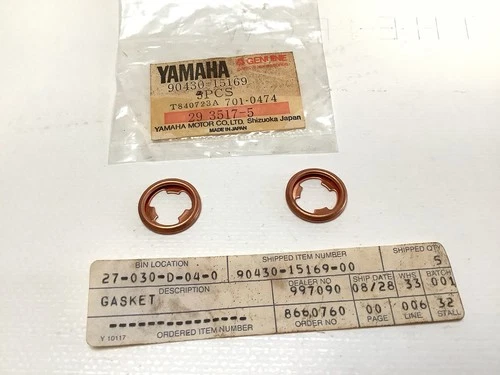 YAMAHA GENUINE
90430-15169
5PCS
T840723A 701-0474
29 3517-5
YAMAHA MOTOR CO., LTD. Shizuoka Japan
MADE IN JAPAN
BIN LOCATION SHIPPED ITEM NUMBER SHIPPED QTY
27-030-D-04-0 90430-15169-00 5
DESCRIPTION DEALER NO SHIP DATE WHS BATCH
GASKET 997090 08/28 33 001
8660760 00 006 32
ORDERED ITEM NUMBER ORDER NO. PAGE LINE STALL
Y 10117